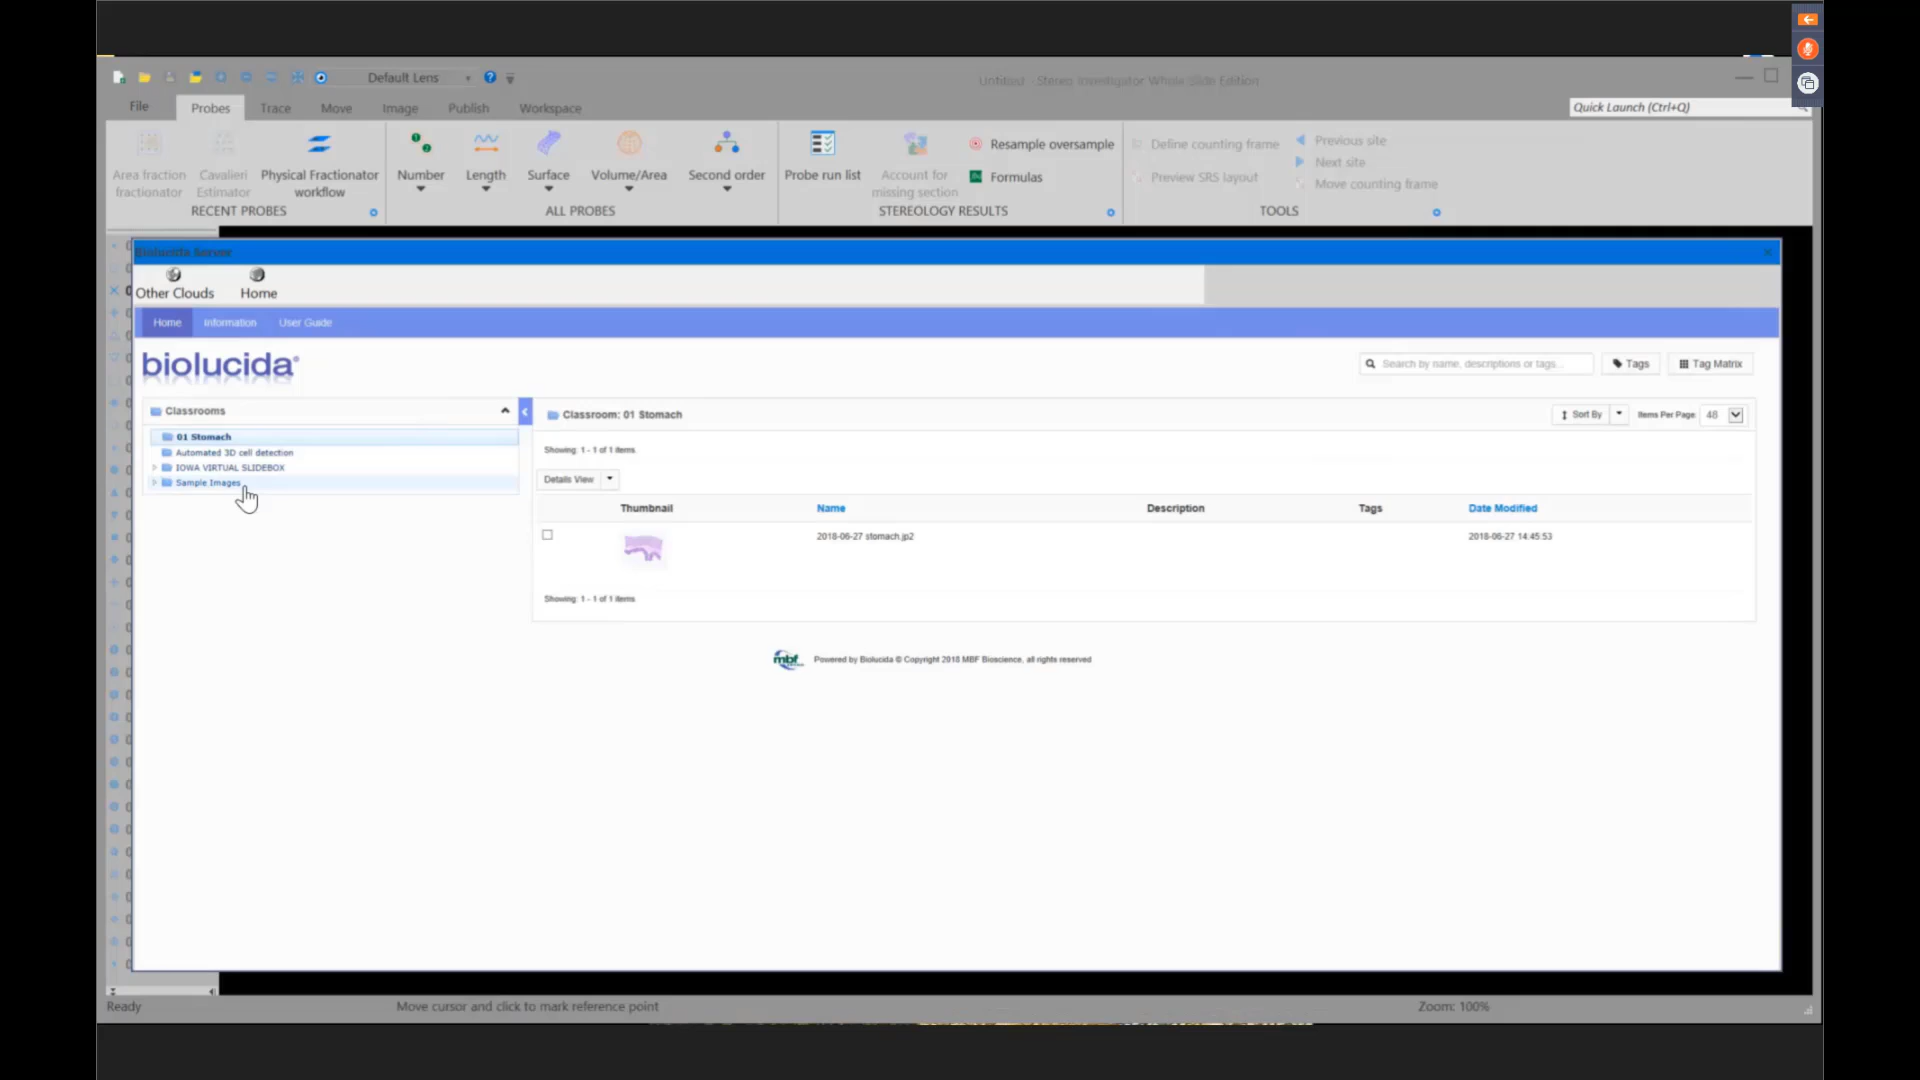 Default Lens
Untitled - Stereo Investigator Whole Slide Edition
File Probes Trace Move Image Publish Workspace
Quick Launch (Ctrl+Q)
Area fraction fractionator
Cavalieri Estimator
Physical Fractionator workflow
RECENT PROBES
Number
Length
Surface
Volume/Area
Second order
ALL PROBES
Probe run list
Account for missing section
Resample oversample
Formulas
STEREOLOGY RESULTS
Define counting frame
Preview SRS layout
Previous site
Next site
Move counting frame
TOOLS
Biolucida Server
Other Clouds Home
Home Information User Guide
biolucida®
Search by name, descriptions or tags...
Tags
Tag Matrix
Classrooms
01 Stomach
Automated 3D cell detection
IOWA VIRTUAL SLIDEBOX
Sample Images
Classroom: 01 Stomach
Sort By
Items Per Page: 48
Showing: 1 - 1 of 1 items.
Details View
Thumbnail Name Description Tags Date Modified
2018-06-27 stomach.jp2 2018-06-27 14:45:53
Showing: 1 - 1 of 1 items.
mbf
Powered by Biolucida © Copyright 2018 MBF Bioscience, all rights reserved
Ready
Move cursor and click to mark reference point
Zoom: 100%